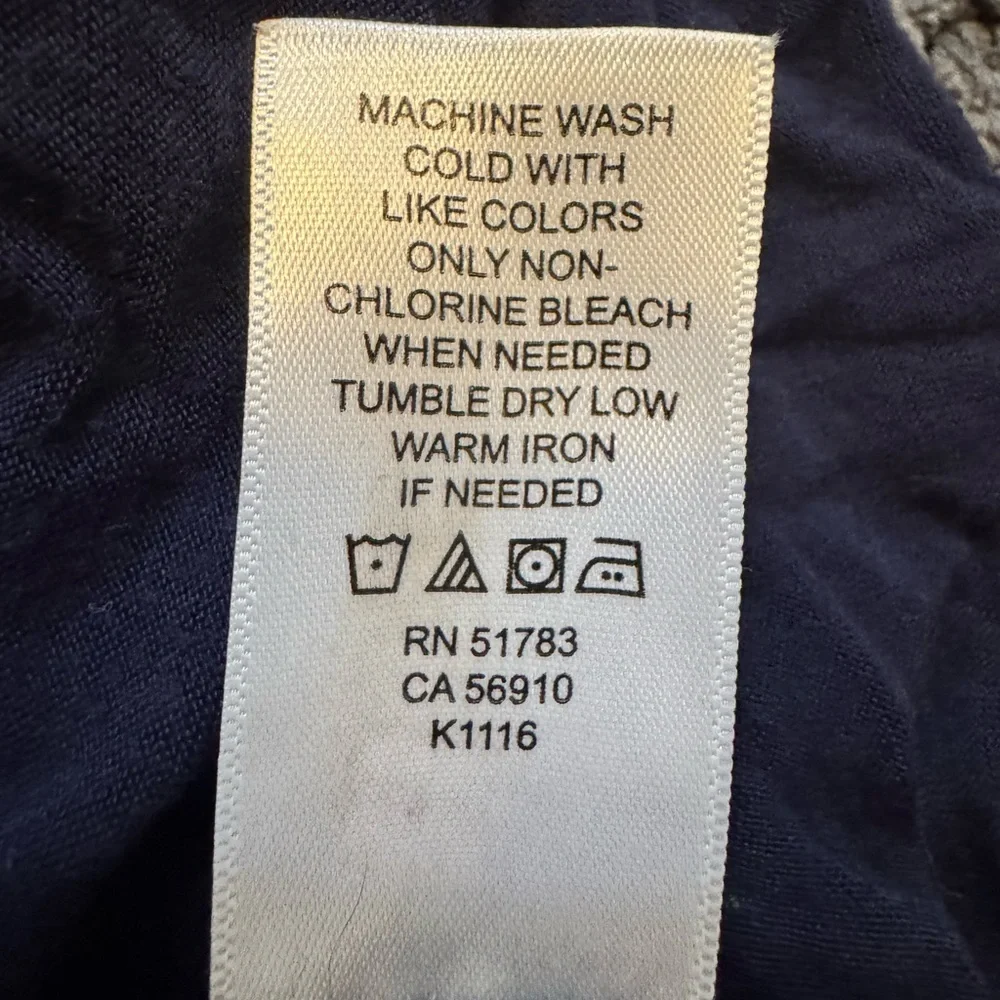 MACHINE WASH
COLD WITH
LIKE COLORS
ONLY NON-
CHLORINE BLEACH
WHEN NEEDED
TUMBLE DRY LOW
WARM IRON
IF NEEDED
RN 51783
CA 56910
K1116